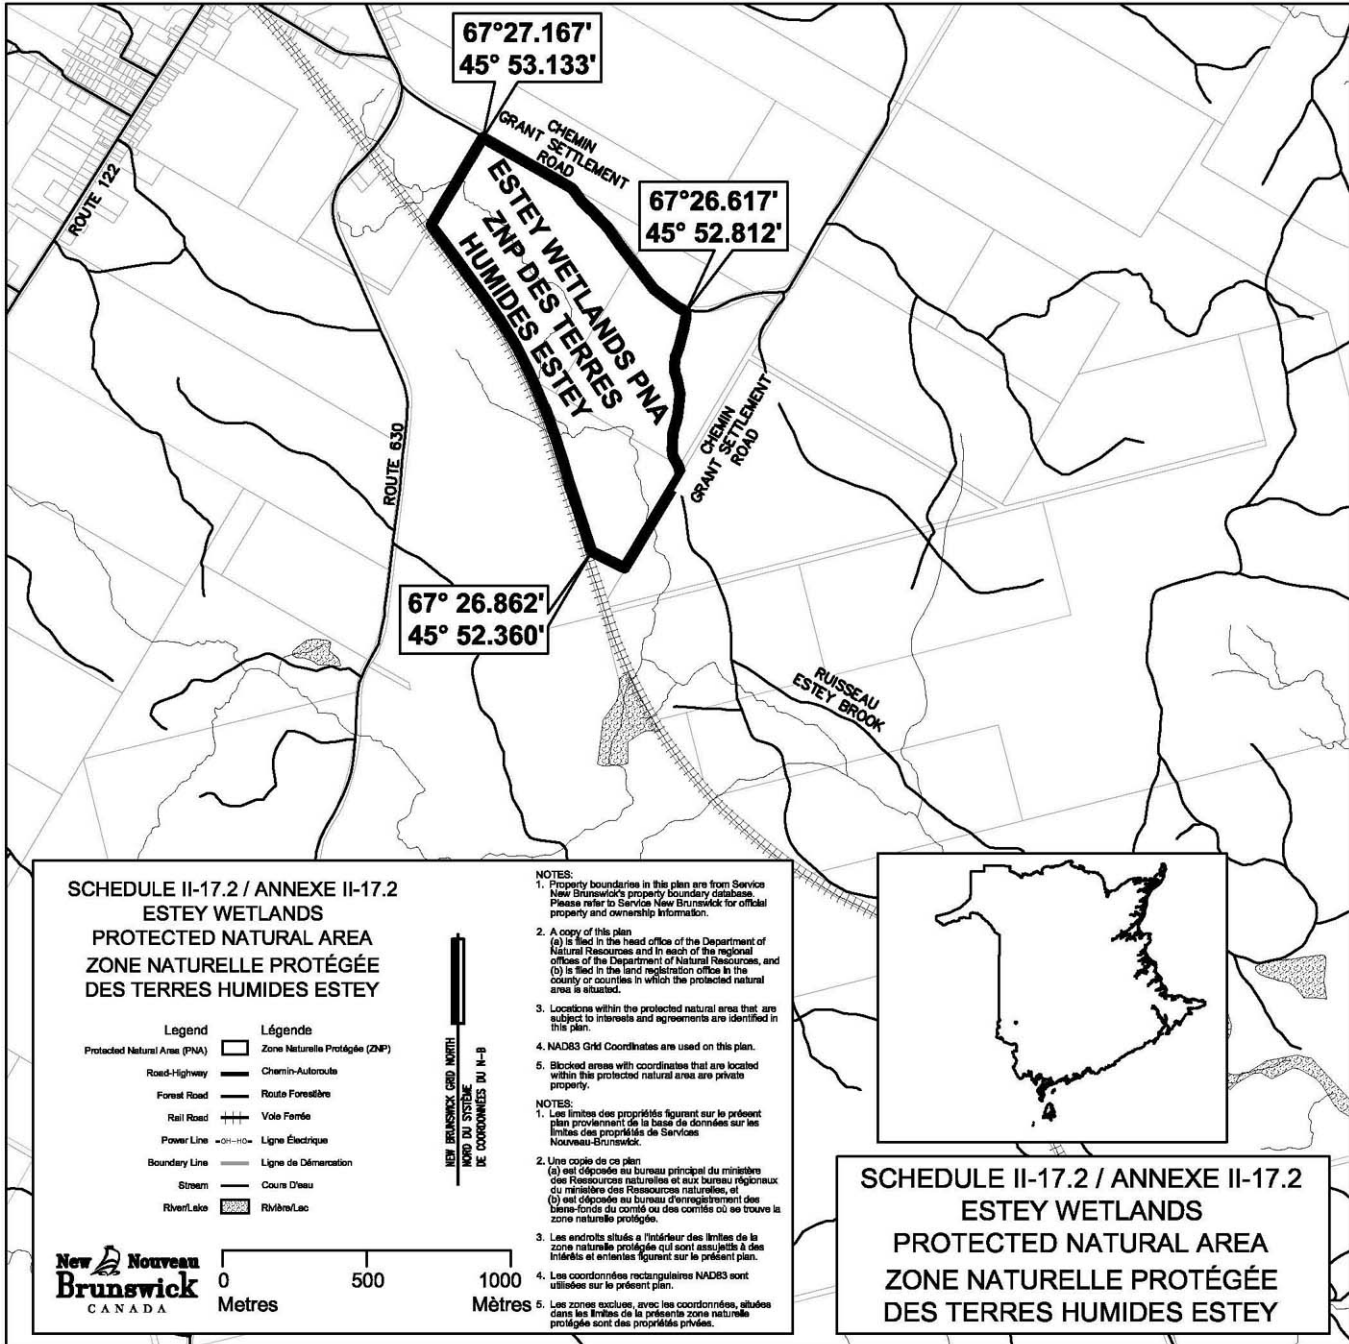 67°27.167'
45° 53.133'
CHEMIN
GRANT SETTLEMENT
ROAD
ROUTE 122
67°26.617'
45° 52.812'
ESTEY WETLANDS PNA
ZNP DES TERRES
HUMIDES ESTEY
CHEMIN
GRANT SETTLEMENT
ROAD
ROUTE 630
67° 26.862'
45° 52.360'
RUISSEAU
ESTEY BROOK
SCHEDULE II-17.2 / ANNEXE II-17.2
ESTEY WETLANDS
PROTECTED NATURAL AREA
ZONE NATURELLE PROTÉGÉE
DES TERRES HUMIDES ESTEY
Legend Légende
Protected Natural Area (PNA) Zone Naturelle Protégée (ZNP)
Road-Highway Chemin-Autoroute
Forest Road Route Forestière
Rail Road Voie Ferrée
Power Line -OH-HO- Ligne Électrique
Boundary Line Ligne de Démarcation
Stream Cours D'eau
River/Lake Rivière/Lac
NEW BRUNSWICK GRID NORTH
NORD DU SYSTÈME
DE COORDONNÉES DU N-B
New Nouveau
Brunswick
CANADA
0 500 1000
Metres Mètres
NOTES:
1. Property boundaries in this plan are from Service
New Brunswick's property boundary database.
Please refer to Service New Brunswick for official
property and ownership information.
2. A copy of this plan
(a) is filed in the head office of the Department of
Natural Resources and in each of the regional
offices of the Department of Natural Resources, and
(b) is filed in the land registration office in the
county or counties in which the protected natural
area is situated.
3. Locations within the protected natural area that are
subject to interests and agreements are identified in
this plan.
4. NAD83 Grid Coordinates are used on this plan.
5. Blocked areas with coordinates that are located
within this protected natural area are private
property.
NOTES:
1. Les limites des propriétés figurant sur le présent
plan proviennent de la base de données sur les
limites des propriétés de Services
Nouveau-Brunswick.
2. Une copie de ce plan
(a) est déposée au bureau principal du ministère
des Ressources naturelles et aux bureau régionaux
du ministère des Ressources naturelles, et
(b) est déposée au bureau d'enregistrement des
biens-fonds du comté ou des comtés où se trouve la
zone naturelle protégée.
3. Les endroits situés a l'intérieur des limites de la
zone naturelle protégée qui sont assujettis à des
intérêts et ententes figurant sur le présent plan.
4. Les coordonnées rectangulaires NAD83 sont
utilisées sur le présent plan.
5. Les zones exclues, avec les coordonnées, situées
dans les limites de la présente zone naturelle
protégée sont des propriétés privées.
SCHEDULE II-17.2 / ANNEXE II-17.2
ESTEY WETLANDS
PROTECTED NATURAL AREA
ZONE NATURELLE PROTÉGÉE
DES TERRES HUMIDES ESTEY